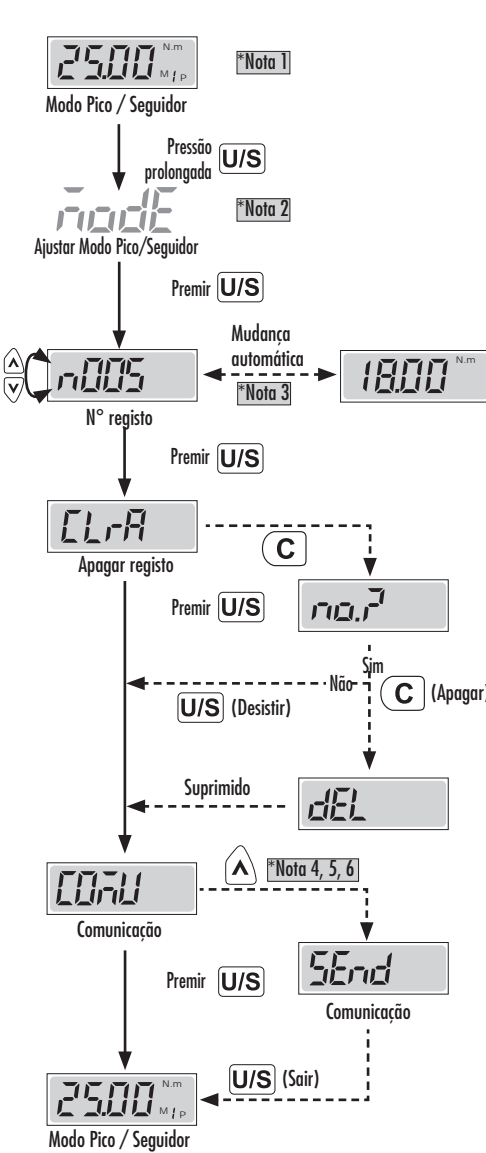 25.00 N.m
M 1 P
*Nota 1
Modo Pico / Seguidor
Pressão
prolongada U/S
modE
*Nota 2
Ajustar Modo Pico/Seguidor
Premir U/S
Mudança
automática
n005
18.00 N.m
*Nota 3
N° registo
Premir U/S
CLrA
C
Apagar registo
Premir U/S
no.?
Sim
Não
C (Apagar)
U/S (Desistir)
Suprimido
dEL
*Nota 4, 5, 6
COmU
Comunicação
SEnd
Premir U/S
Comunicação
U/S (Sair)
25.00 N.m
M 1 P
Modo Pico / Seguidor